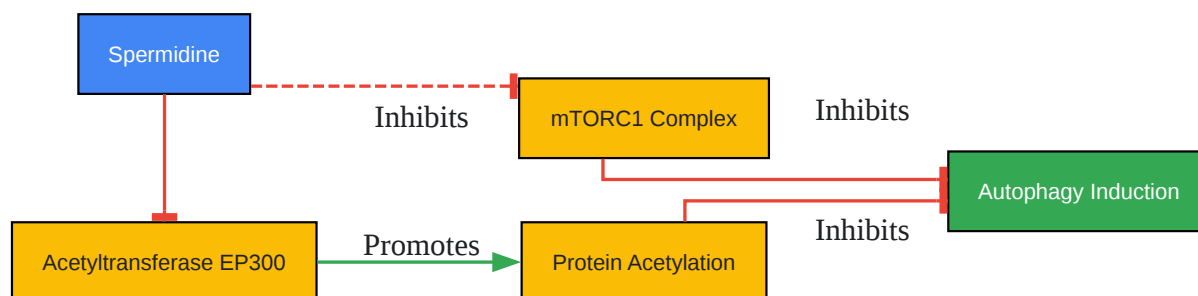 Spermidine
Inhibits
mTORC1 Complex
Inhibits
Autophagy Induction
Inhibits
Acetyltransferase EP300
Promotes
Protein Acetylation